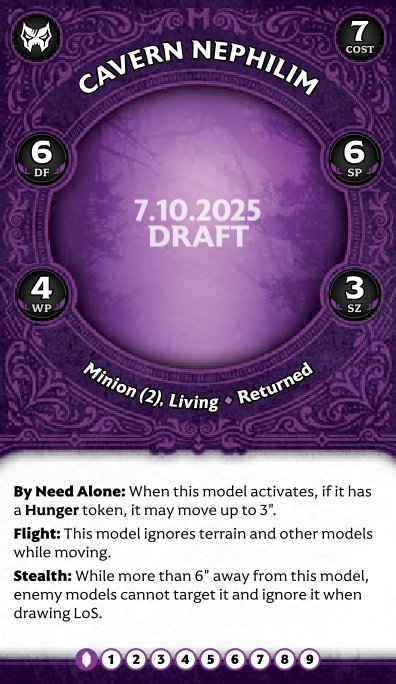 CAVERN NEPHILIM
7
COST
6
DF
6
SP
7.10.2025
DRAFT
4
WP
3
SZ
Minion (2), Living • Returned
By Need Alone: When this model activates, if it has
a Hunger token, it may move up to 3".
Flight: This model ignores terrain and other models
while moving.
Stealth: While more than 6" away from this model,
enemy models cannot target it and ignore it when
drawing LoS.
1 2 3 4 5 6 7 8 9